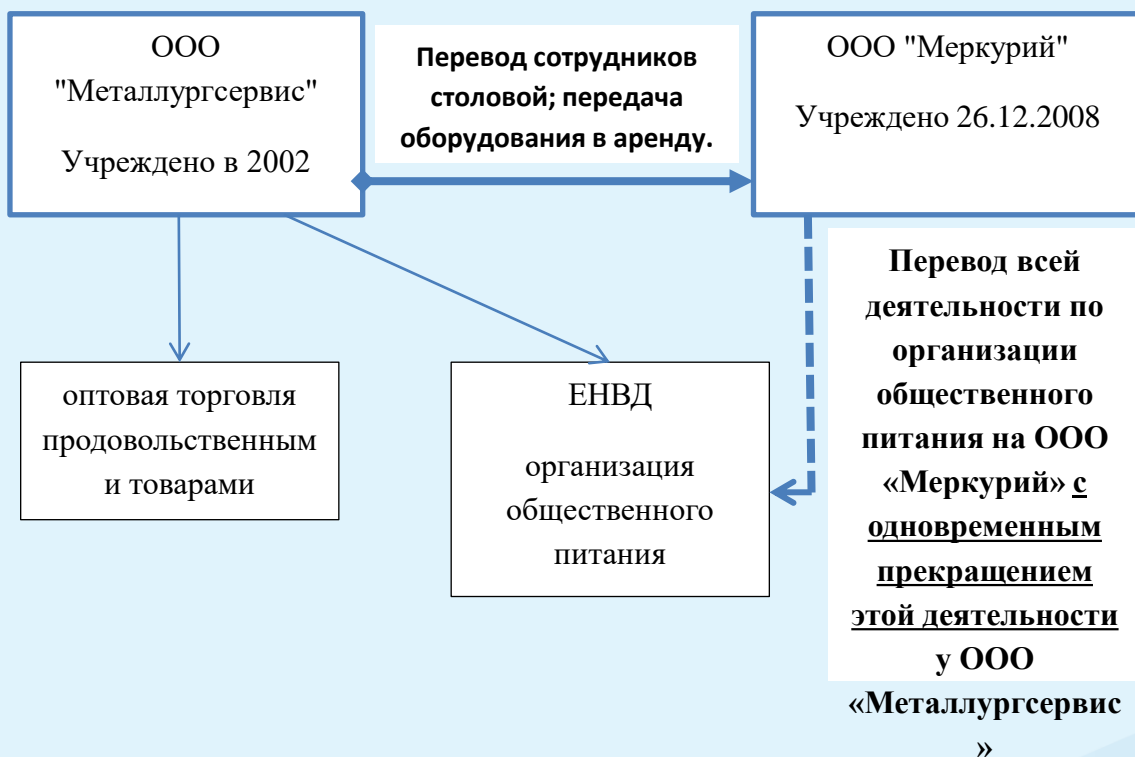 ООО
"Металлургсервис"
Учреждено в 2002
Перевод сотрудников
столовой; передача
оборудования в аренду.
ООО "Меркурий"
Учреждено 26.12.2008
оптовая торговля
продовольственным
и товарами
ЕНВД
организация
общественного
питания
Перевод всей
деятельности по
организации
общественного
питания на ООО
«Меркурий» с
одновременным
прекращением
этой деятельности
у ООО
«Металлургсервис
»